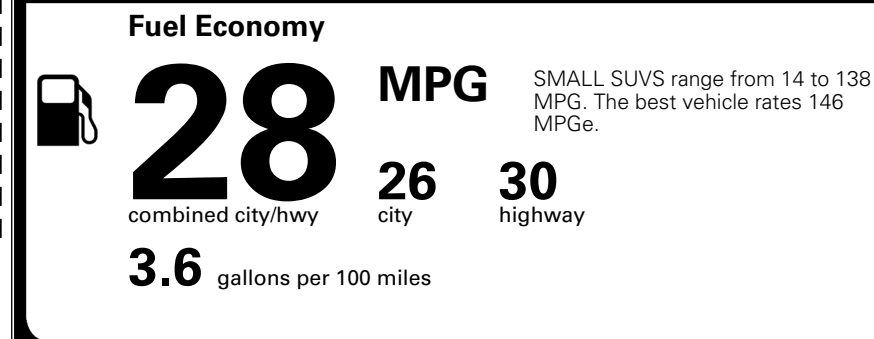 Fuel Economy
28
MPG
SMALL SUVS range from 14 to 138
MPG. The best vehicle rates 146
MPGe.
combined city/hwy
26
city
30
highway
3.6 gallons per 100 miles